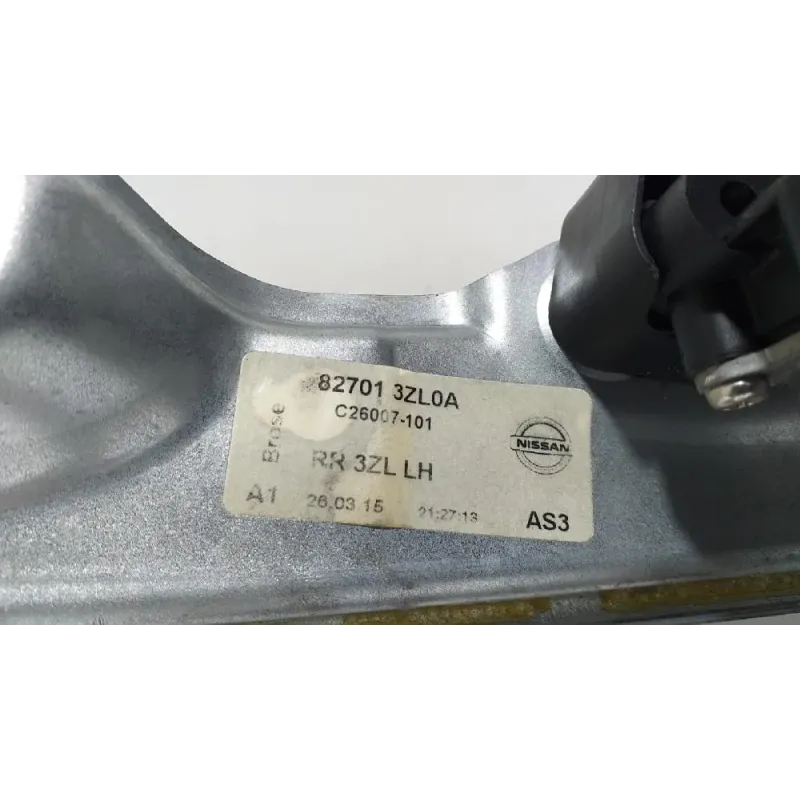 82701 3ZL0A
C26007-101
Brose
NISSAN
RR 3ZL LH
A1 26.03.15 21:27:13 AS3